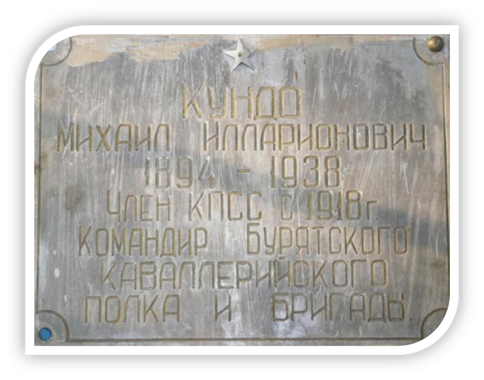 КУНДО
МИХАИЛ ИЛЛАРИОНОВИЧ
1894 - 1938
ЧЛЕН КПСС С 1918г.
КОМАНДИР БУРЯТСКОГО
КАВАЛЛЕРИЙСКОГО
ПОЛКА И БРИГАДЫ.